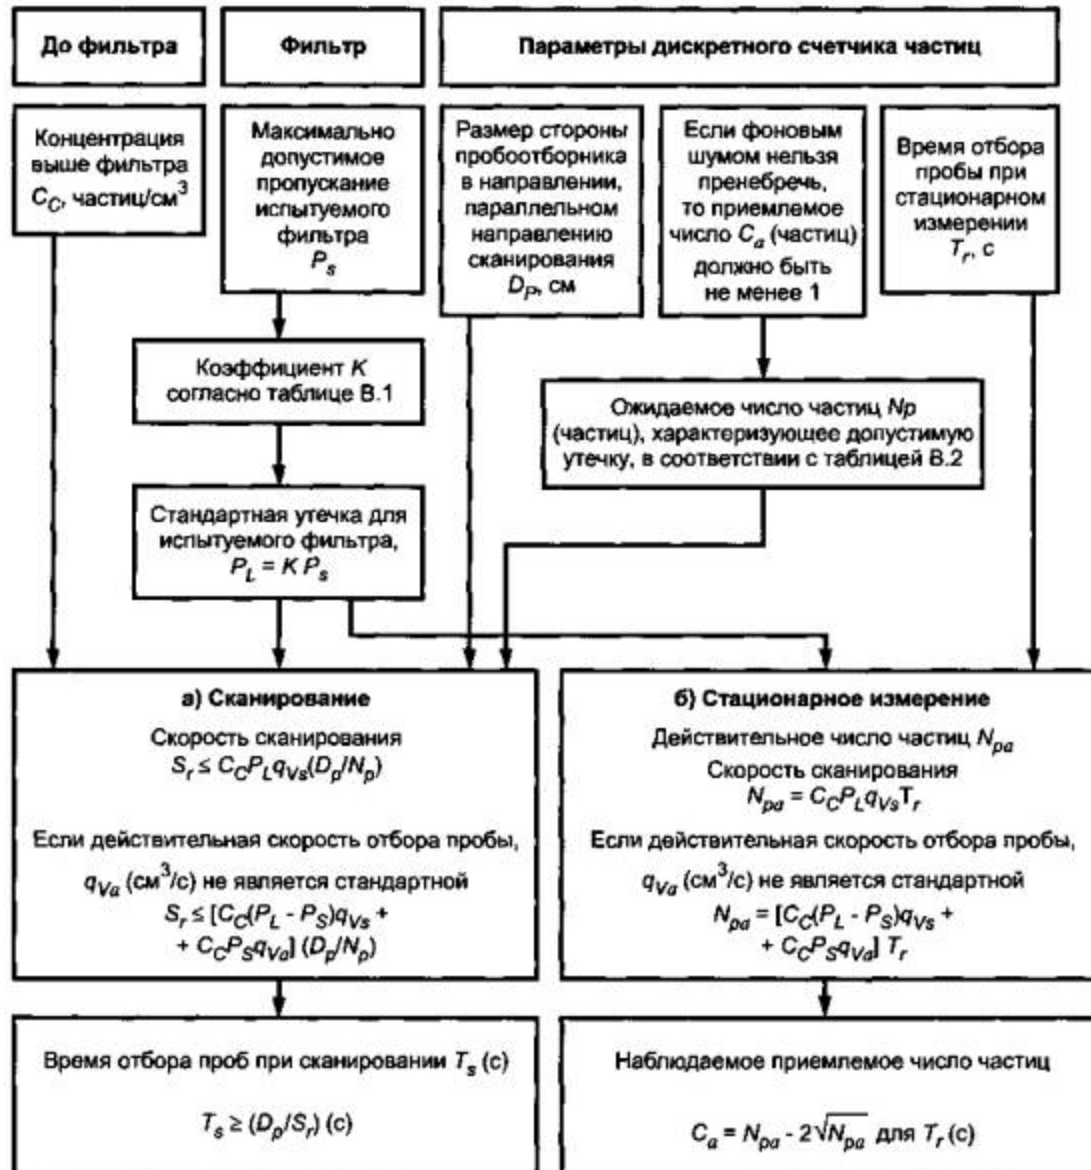 До фильтра
Фильтр
Параметры дискретного счетчика частиц
Концентрация
выше фильтра
C_C, частиц/см³
Максимально
допустимое
пропускание
испытуемого
фильтра
P_s
Размер стороны
пробоотборника
в направлении,
параллельном
направлению
сканирования
D_P, см
Если фоновым
шумом нельзя
пренебречь,
то приемлемое
число C_a (частиц)
должно быть
не менее 1
Время отбора
пробы при
стационарном
измерении
T_r, с
Коэффициент K
согласно таблице В.1
Ожидаемое число частиц Np
(частиц), характеризующее допустимую
утечку, в соответствии с таблицей В.2
Стандартная утечка для
испытуемого фильтра,
P_L = K P_s
а) Сканирование
Скорость сканирования
S_r ≤ C_C P_L q_Vs (D_p/N_p)
Если действительная скорость отбора пробы,
q_Va (см³/с) не является стандартной
S_r ≤ [C_C(P_L - P_S)q_Vs +
+ C_C P_S q_Va] (D_p/N_p)
б) Стационарное измерение
Действительное число частиц N_pa
Скорость сканирования
N_pa = C_C P_L q_Vs T_r
Если действительная скорость отбора пробы,
q_Va (см³/с) не является стандартной
N_pa = [C_C(P_L - P_S)q_Vs +
+ C_C P_S q_Va] T_r
Время отбора проб при сканировании T_s (с)
T_s ≥ (D_p/S_r) (с)
Наблюдаемое приемлемое число частиц
C_a = N_pa - 2√N_pa для T_r (с)